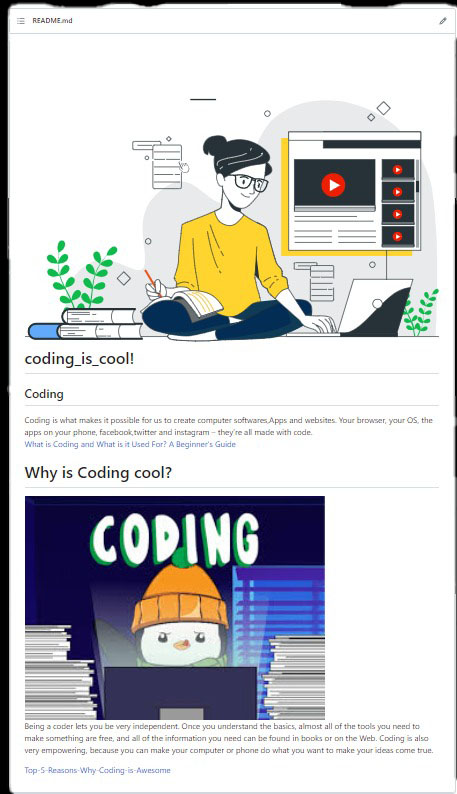 README.md
coding_is_cool!
Coding
Coding is what makes it possible for us to create computer softwares,Apps and websites. Your browser, your OS, the
apps on your phone, facebook,twitter and instagram – they're all made with code.
What is Coding and What is it Used For? A Beginner's Guide
Why is Coding cool?
CODING
Being a coder lets you be very independent. Once you understand the basics, almost all of the tools you need to
make something are free, and all of the information you need can be found in books or on the Web. Coding is also
very empowering, because you can make your computer or phone do what you want to make your ideas come true.
Top-5-Reasons-Why-Coding-is-Awesome